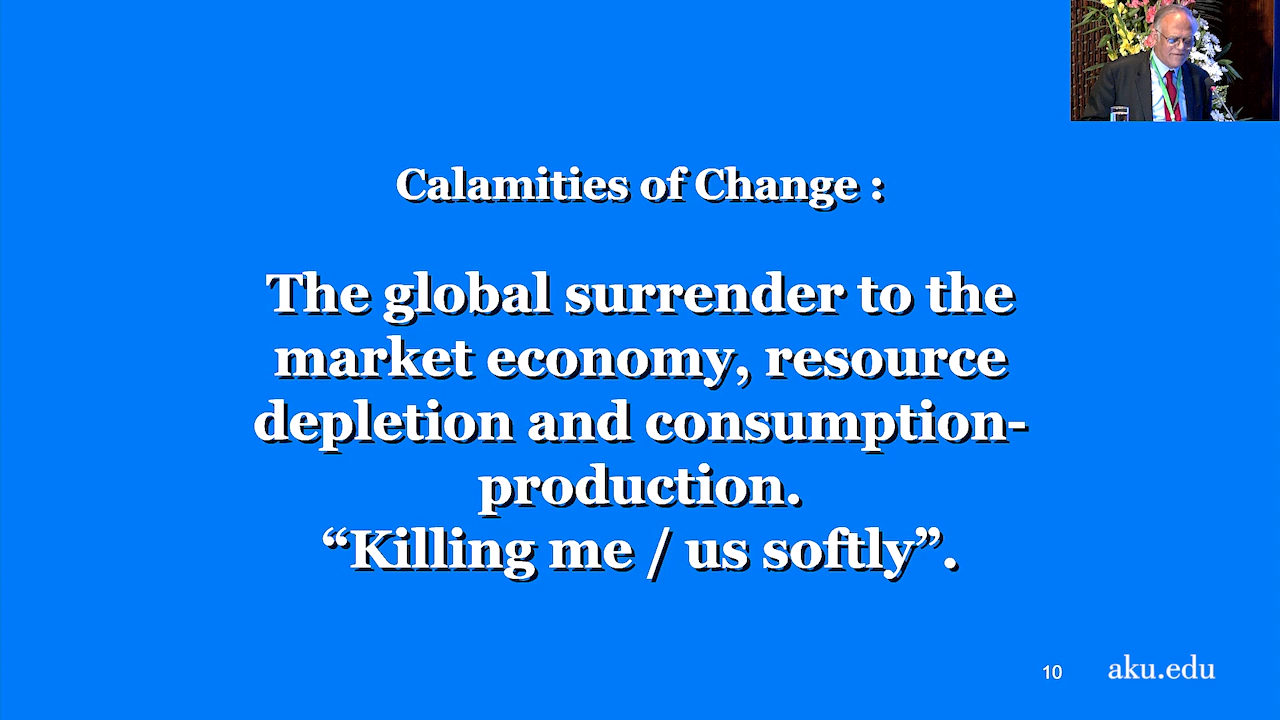 Calamities of Change :
The global surrender to the
market economy, resource
depletion and consumption-
production.
“Killing me / us softly”.
10
aku.edu